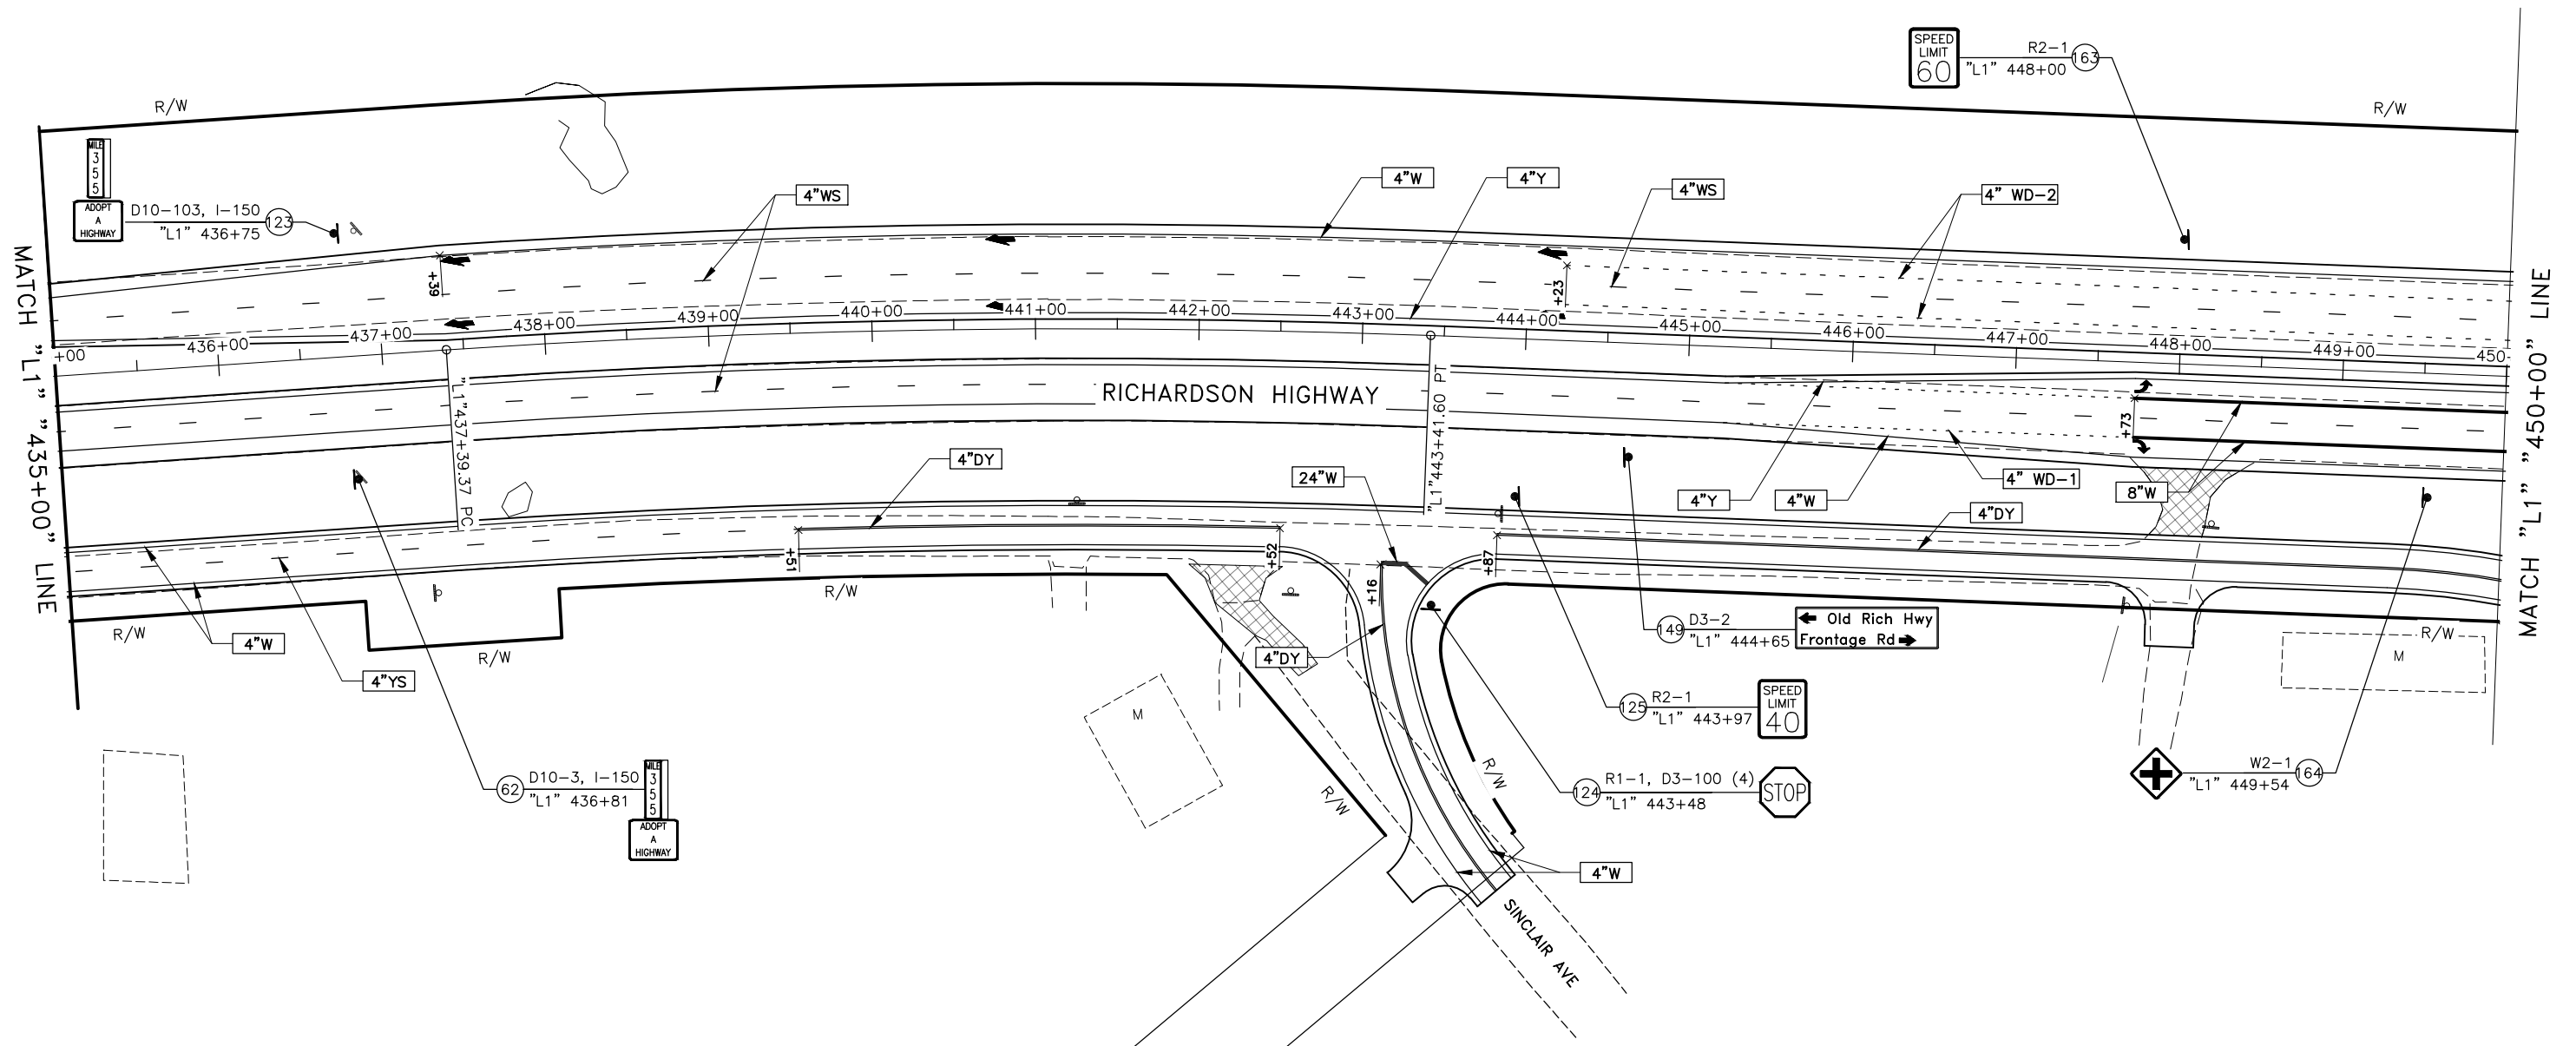 R/W
SPEED
LIMIT
60
R2-1
"L1" 448+00
163
R/W
MILE
3
5
5
ADOPT
A
HIGHWAY
D10-103, I-150
"L1" 436+75
123
4"WS
4"W
4"Y
4"WS
4" WD-2
MATCH "L1" "435+00" LINE
MATCH "L1" "450+00" LINE
+39
+23
+00
436+00
437+00
438+00
439+00
440+00
441+00
442+00
443+00
444+00
445+00
446+00
447+00
448+00
449+00
450
RICHARDSON HIGHWAY
"L1"437+39.37 PC
"L1"443+41.60 PT
+73
4"DY
24"W
4"Y
4"W
4" WD-1
8"W
4"DY
+51
+52
+87
+16
R/W
R/W
R/W
R/W
4"W
4"YS
4"DY
149
D3-2
"L1" 444+65
Old Rich Hwy
Frontage Rd
M
M
125
R2-1
"L1" 443+97
SPEED
LIMIT
40
62
D10-3, I-150
"L1" 436+81
MILE
3
5
5
ADOPT
A
HIGHWAY
R/W
R/W
124
R1-1, D3-100 (4)
"L1" 443+48
STOP
W2-1
"L1" 449+54
164
4"W
SINCLAIR AVE